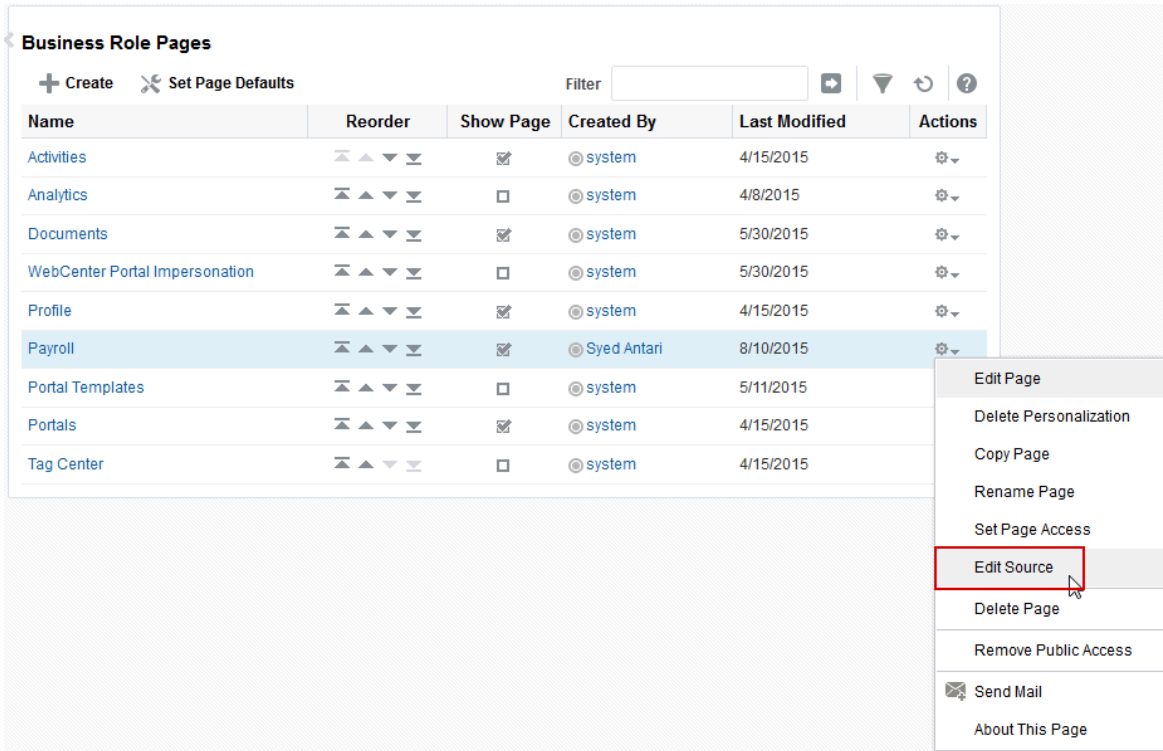 Business Role Pages
Create Set Page Defaults Filter
Name Reorder Show Page Created By Last Modified Actions
Activities system 4/15/2015
Analytics system 4/8/2015
Documents system 5/30/2015
WebCenter Portal Impersonation system 5/30/2015
Profile system 4/15/2015
Payroll Syed Antari 8/10/2015
Portal Templates system 5/11/2015
Portals system 4/15/2015
Tag Center system 4/15/2015
Edit Page
Delete Personalization
Copy Page
Rename Page
Set Page Access
Edit Source
Delete Page
Remove Public Access
Send Mail
About This Page